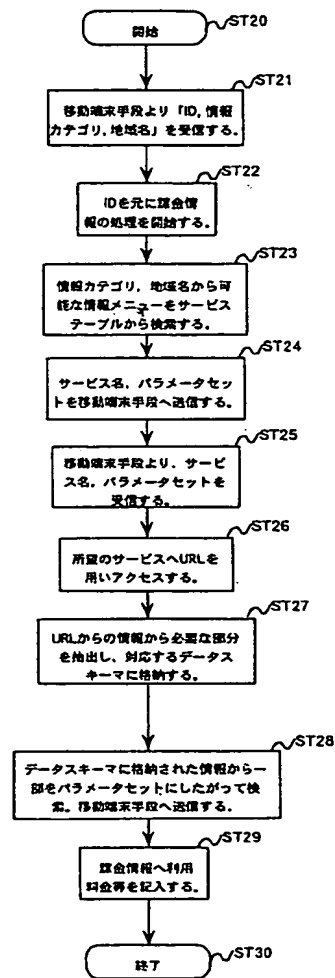 ST20
開始
ST21
移動端末手段より「ID,情報
カテゴリ,地域名」を受信する。
ST22
IDを元に課金情
報の処理を開始する。
ST23
情報カテゴリ,地域名から可
能な情報メニューをサービス
テーブルから検索する。
ST24
サービス名,パラメータセッ
トを移動端末手段へ送信する。
ST25
移動端末手段より、サービ
ス名,パラメータセットを
受信する。
ST26
所望のサービスへURLを
用いアクセスする。
ST27
URLからの情報から必要な部分
を抽出し、対応するデータス
キーマに格納する。
ST28
データスキーマに格納された情報から一
部をパラメータセットにしたがって検
索。移動端末手段へ送信する。
ST29
課金情報へ利用
料金等を記入する。
ST30
終了